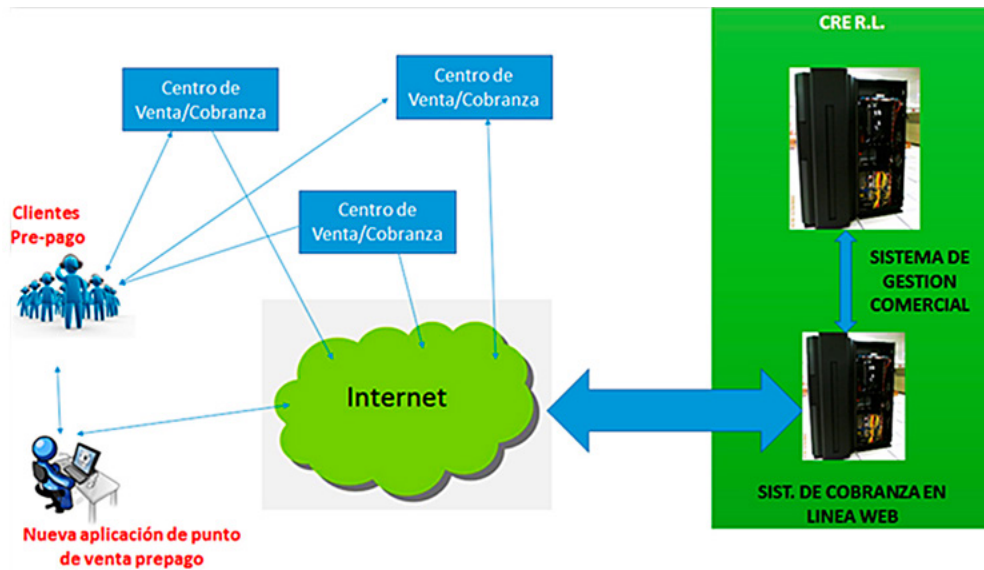 CRE R.L.
Centro de
Venta/Cobranza
Centro de
Venta/Cobranza
Centro de
Venta/Cobranza
Clientes
Pre-pago
SISTEMA DE
GESTION
COMERCIAL
Internet
SIST. DE COBRANZA EN
LINEA WEB
Nueva aplicación de punto
de venta prepago